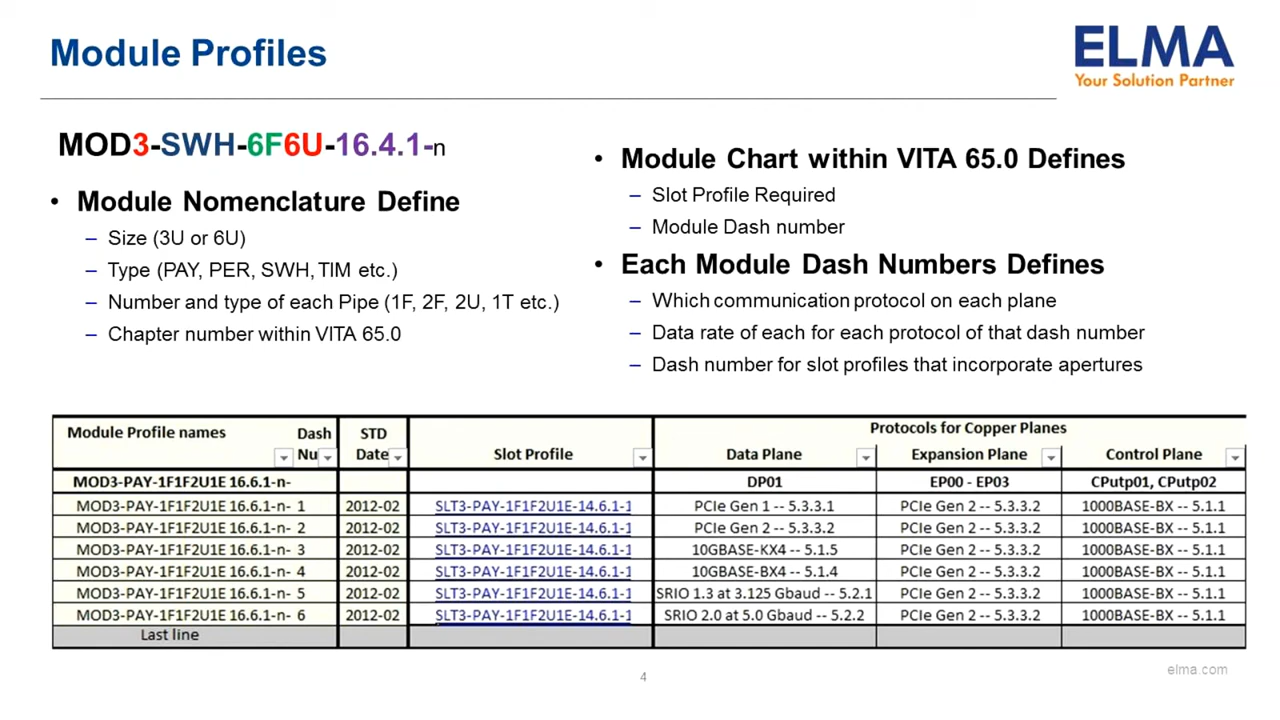 Module Profiles
ELMA
Your Solution Partner
MOD3-SWH-6F6U-16.4.1-n
• Module Nomenclature Define
– Size (3U or 6U)
– Type (PAY, PER, SWH, TIM etc.)
– Number and type of each Pipe (1F, 2F, 2U, 1T etc.)
– Chapter number within VITA 65.0
• Module Chart within VITA 65.0 Defines
– Slot Profile Required
– Module Dash number
• Each Module Dash Numbers Defines
– Which communication protocol on each plane
– Data rate of each for each protocol of that dash number
– Dash number for slot profiles that incorporate apertures
Module Profile names Dash Nu STD Date Slot Profile Protocols for Copper Planes
Data Plane Expansion Plane Control Plane
MOD3-PAY-1F1F2U1E 16.6.1-n- DP01 EP00 - EP03 CPutp01, CPutp02
MOD3-PAY-1F1F2U1E 16.6.1-n- 1 2012-02 SLT3-PAY-1F1F2U1E-14.6.1-1 PCIe Gen 1 -- 5.3.3.1 PCIe Gen 2 -- 5.3.3.2 1000BASE-BX -- 5.1.1
MOD3-PAY-1F1F2U1E 16.6.1-n- 2 2012-02 SLT3-PAY-1F1F2U1E-14.6.1-1 PCIe Gen 2 -- 5.3.3.2 PCIe Gen 2 -- 5.3.3.2 1000BASE-BX -- 5.1.1
MOD3-PAY-1F1F2U1E 16.6.1-n- 3 2012-02 SLT3-PAY-1F1F2U1E-14.6.1-1 10GBASE-KX4 -- 5.1.5 PCIe Gen 2 -- 5.3.3.2 1000BASE-BX -- 5.1.1
MOD3-PAY-1F1F2U1E 16.6.1-n- 4 2012-02 SLT3-PAY-1F1F2U1E-14.6.1-1 10GBASE-BX4 -- 5.1.4 PCIe Gen 2 -- 5.3.3.2 1000BASE-BX -- 5.1.1
MOD3-PAY-1F1F2U1E 16.6.1-n- 5 2012-02 SLT3-PAY-1F1F2U1E-14.6.1-1 SRIO 1.3 at 3.125 Gbaud -- 5.2.1 PCIe Gen 2 -- 5.3.3.2 1000BASE-BX -- 5.1.1
MOD3-PAY-1F1F2U1E 16.6.1-n- 6 2012-02 SLT3-PAY-1F1F2U1E-14.6.1-1 SRIO 2.0 at 5.0 Gbaud -- 5.2.2 PCIe Gen 2 -- 5.3.3.2 1000BASE-BX -- 5.1.1
Last line
4
elma.com